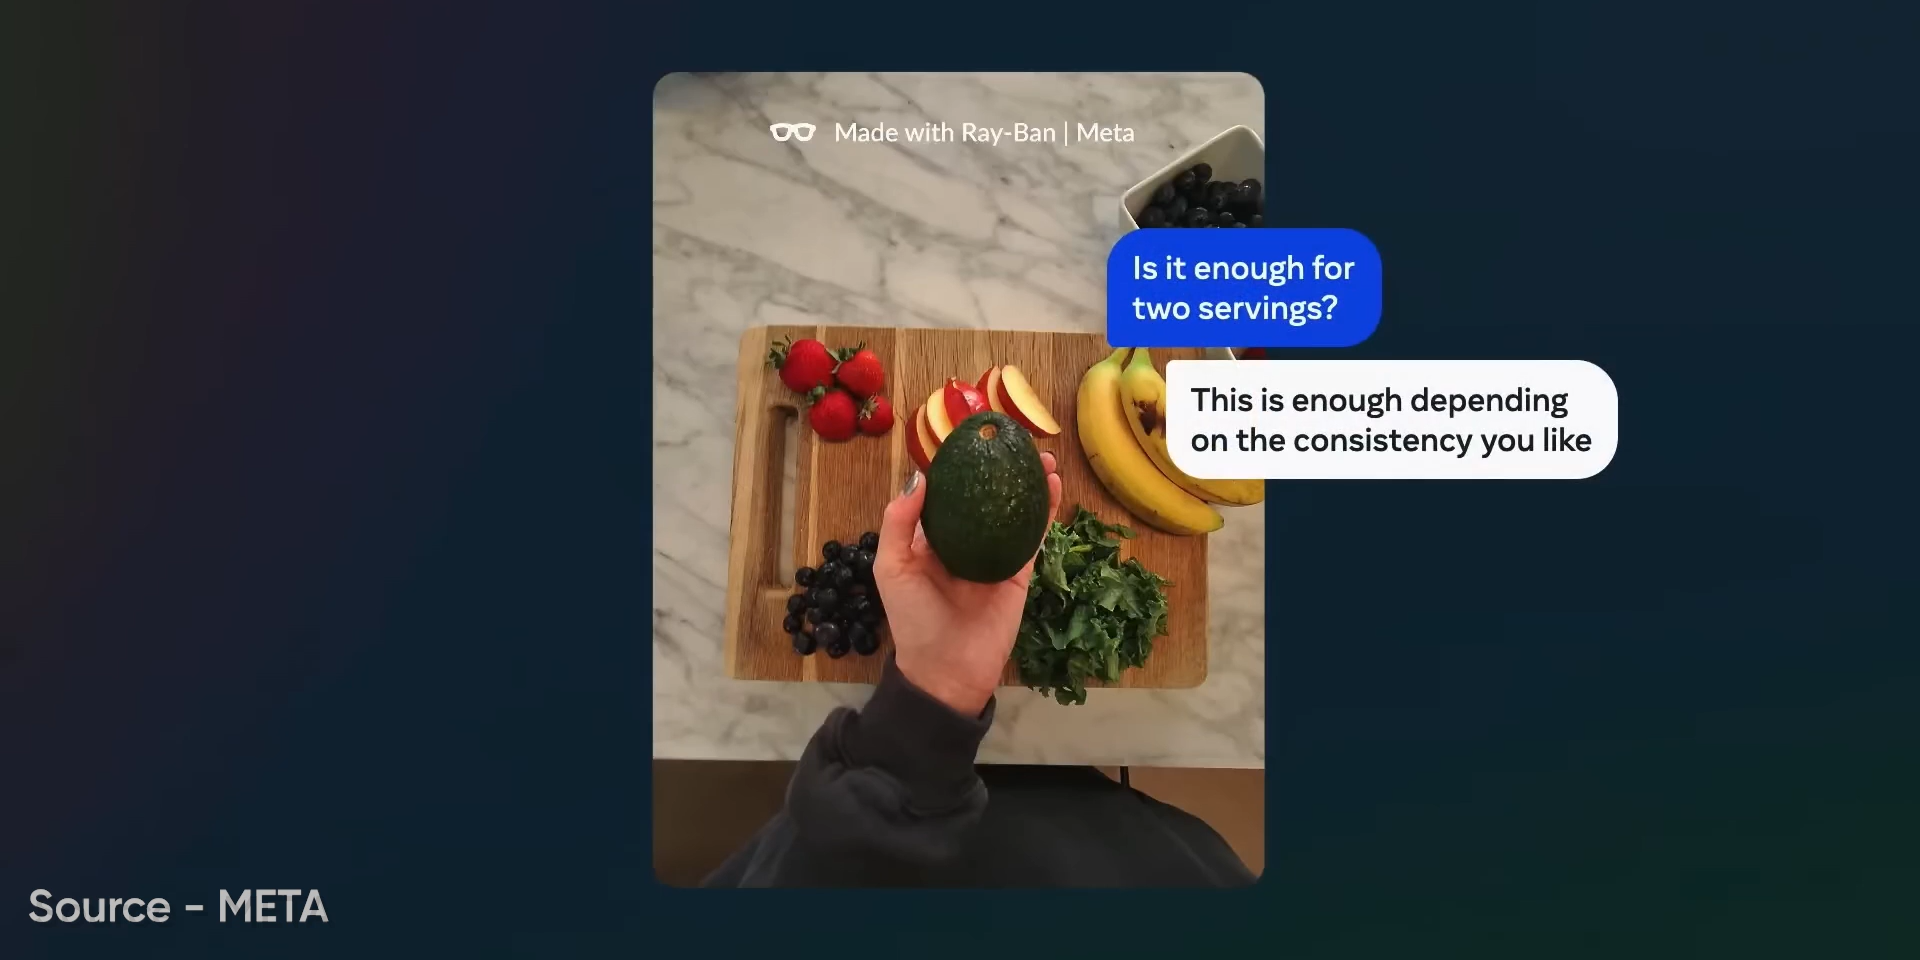 Made with Ray-Ban | Meta
Is it enough for
two servings?
This is enough depending
on the consistency you like
Source - META